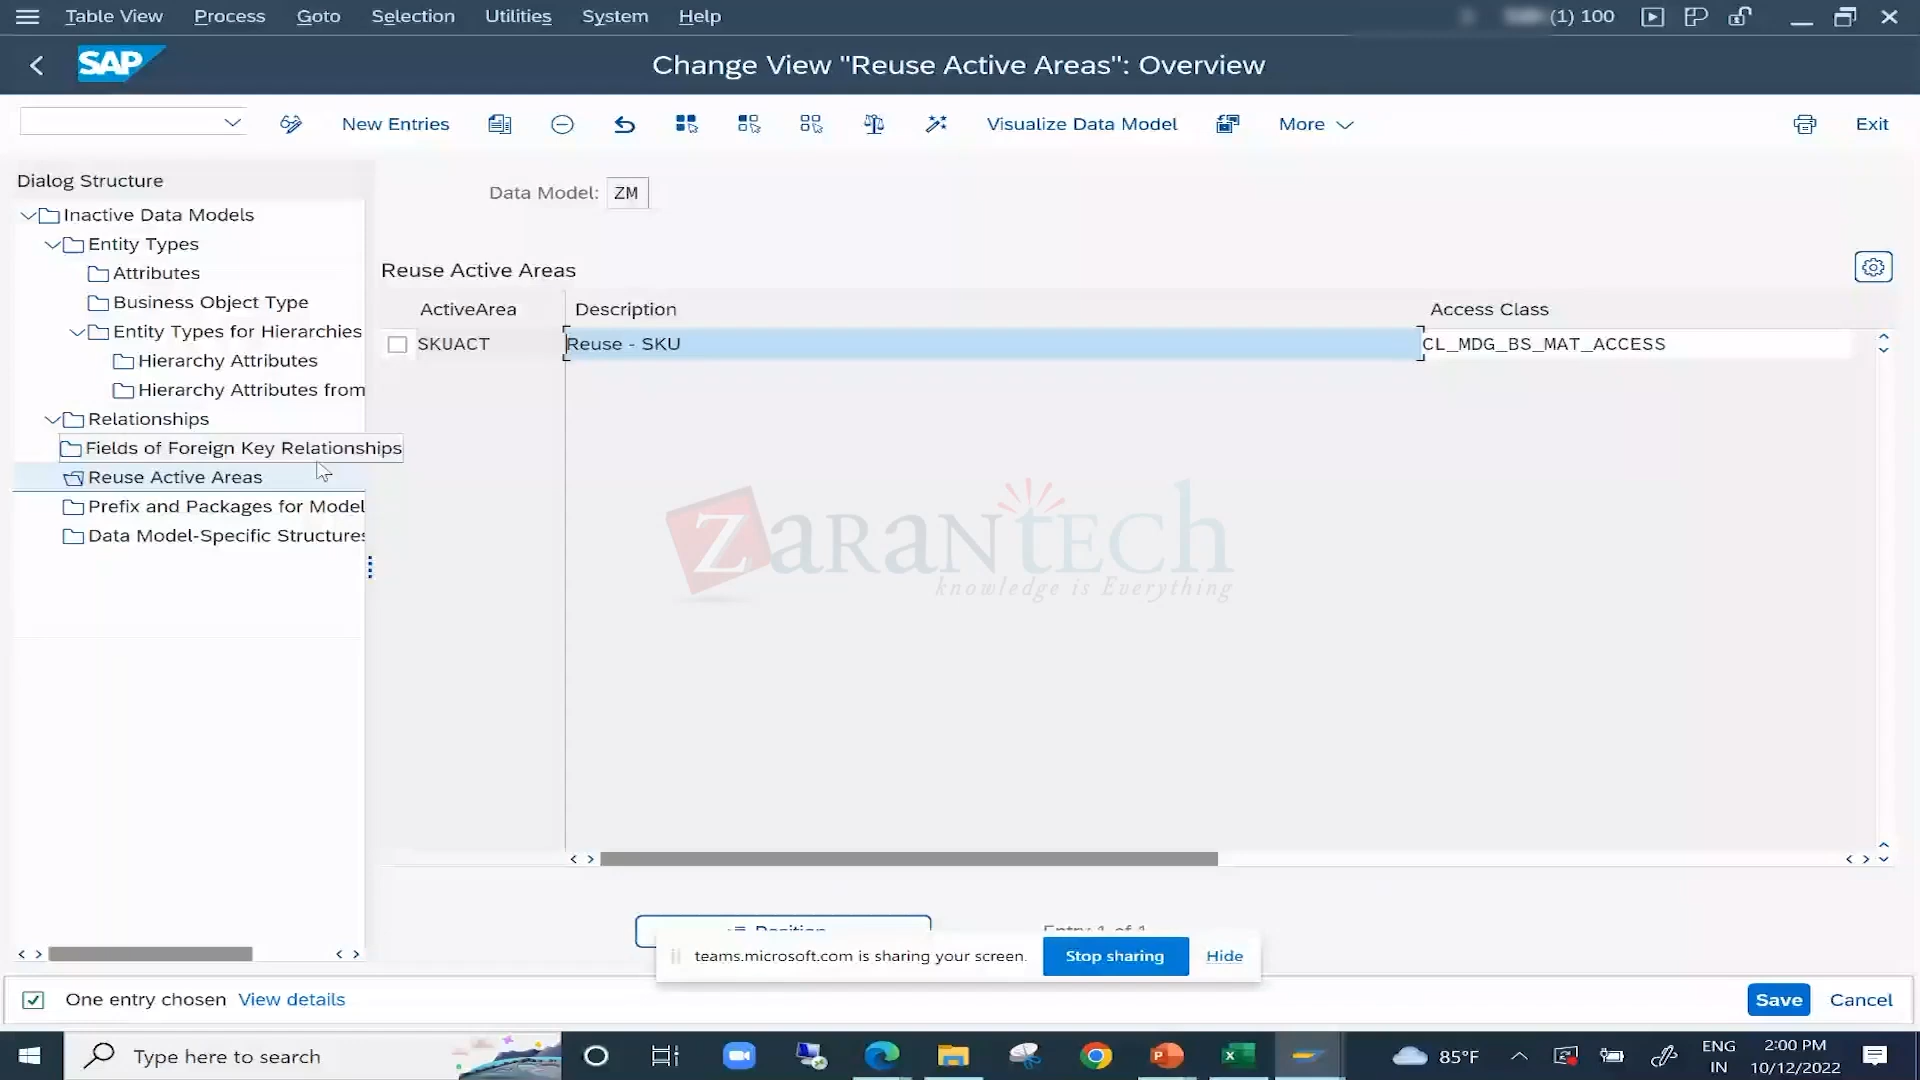 Table View Process Goto Selection Utilities System Help (1) 100
SAP Change View "Reuse Active Areas": Overview
New Entries Visualize Data Model More Exit
Dialog Structure
Inactive Data Models
Entity Types
Attributes
Business Object Type
Entity Types for Hierarchies
Hierarchy Attributes
Hierarchy Attributes from
Relationships
Fields of Foreign Key Relationships
Reuse Active Areas
Prefix and Packages for Model
Data Model-Specific Structures
Data Model: ZM
Reuse Active Areas
ActiveArea Description Access Class
SKUACT Reuse - SKU CL_MDG_BS_MAT_ACCESS
ZaranTech
knowledge is Everything
Position Entry 1 of 1
teams.microsoft.com is sharing your screen. Stop sharing Hide
One entry chosen View details Save Cancel
Type here to search
85°F
ENG
IN
2:00 PM
10/12/2022